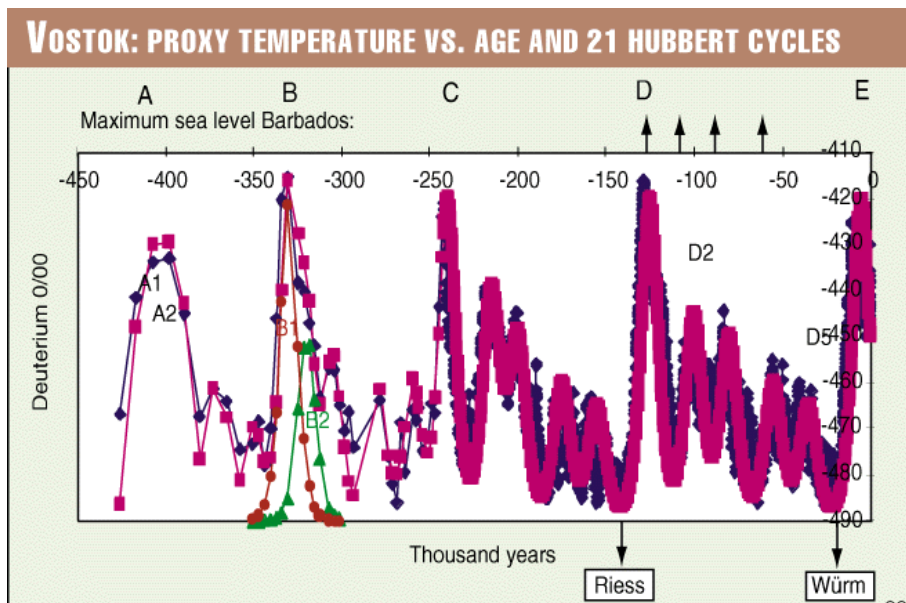 VOSTOK: PROXY TEMPERATURE VS. AGE AND 21 HUBBERT CYCLES
A B C D E
Maximum sea level Barbados:
-410
-450 -400 -350 -300 -250 -200 -150 -100 -50 0
-420
-430
D2
A1
-440
A2
B1
D5
-450
-460
B2
-470
-480
-490
Deuterium 0/00
Thousand years
Riess Würm